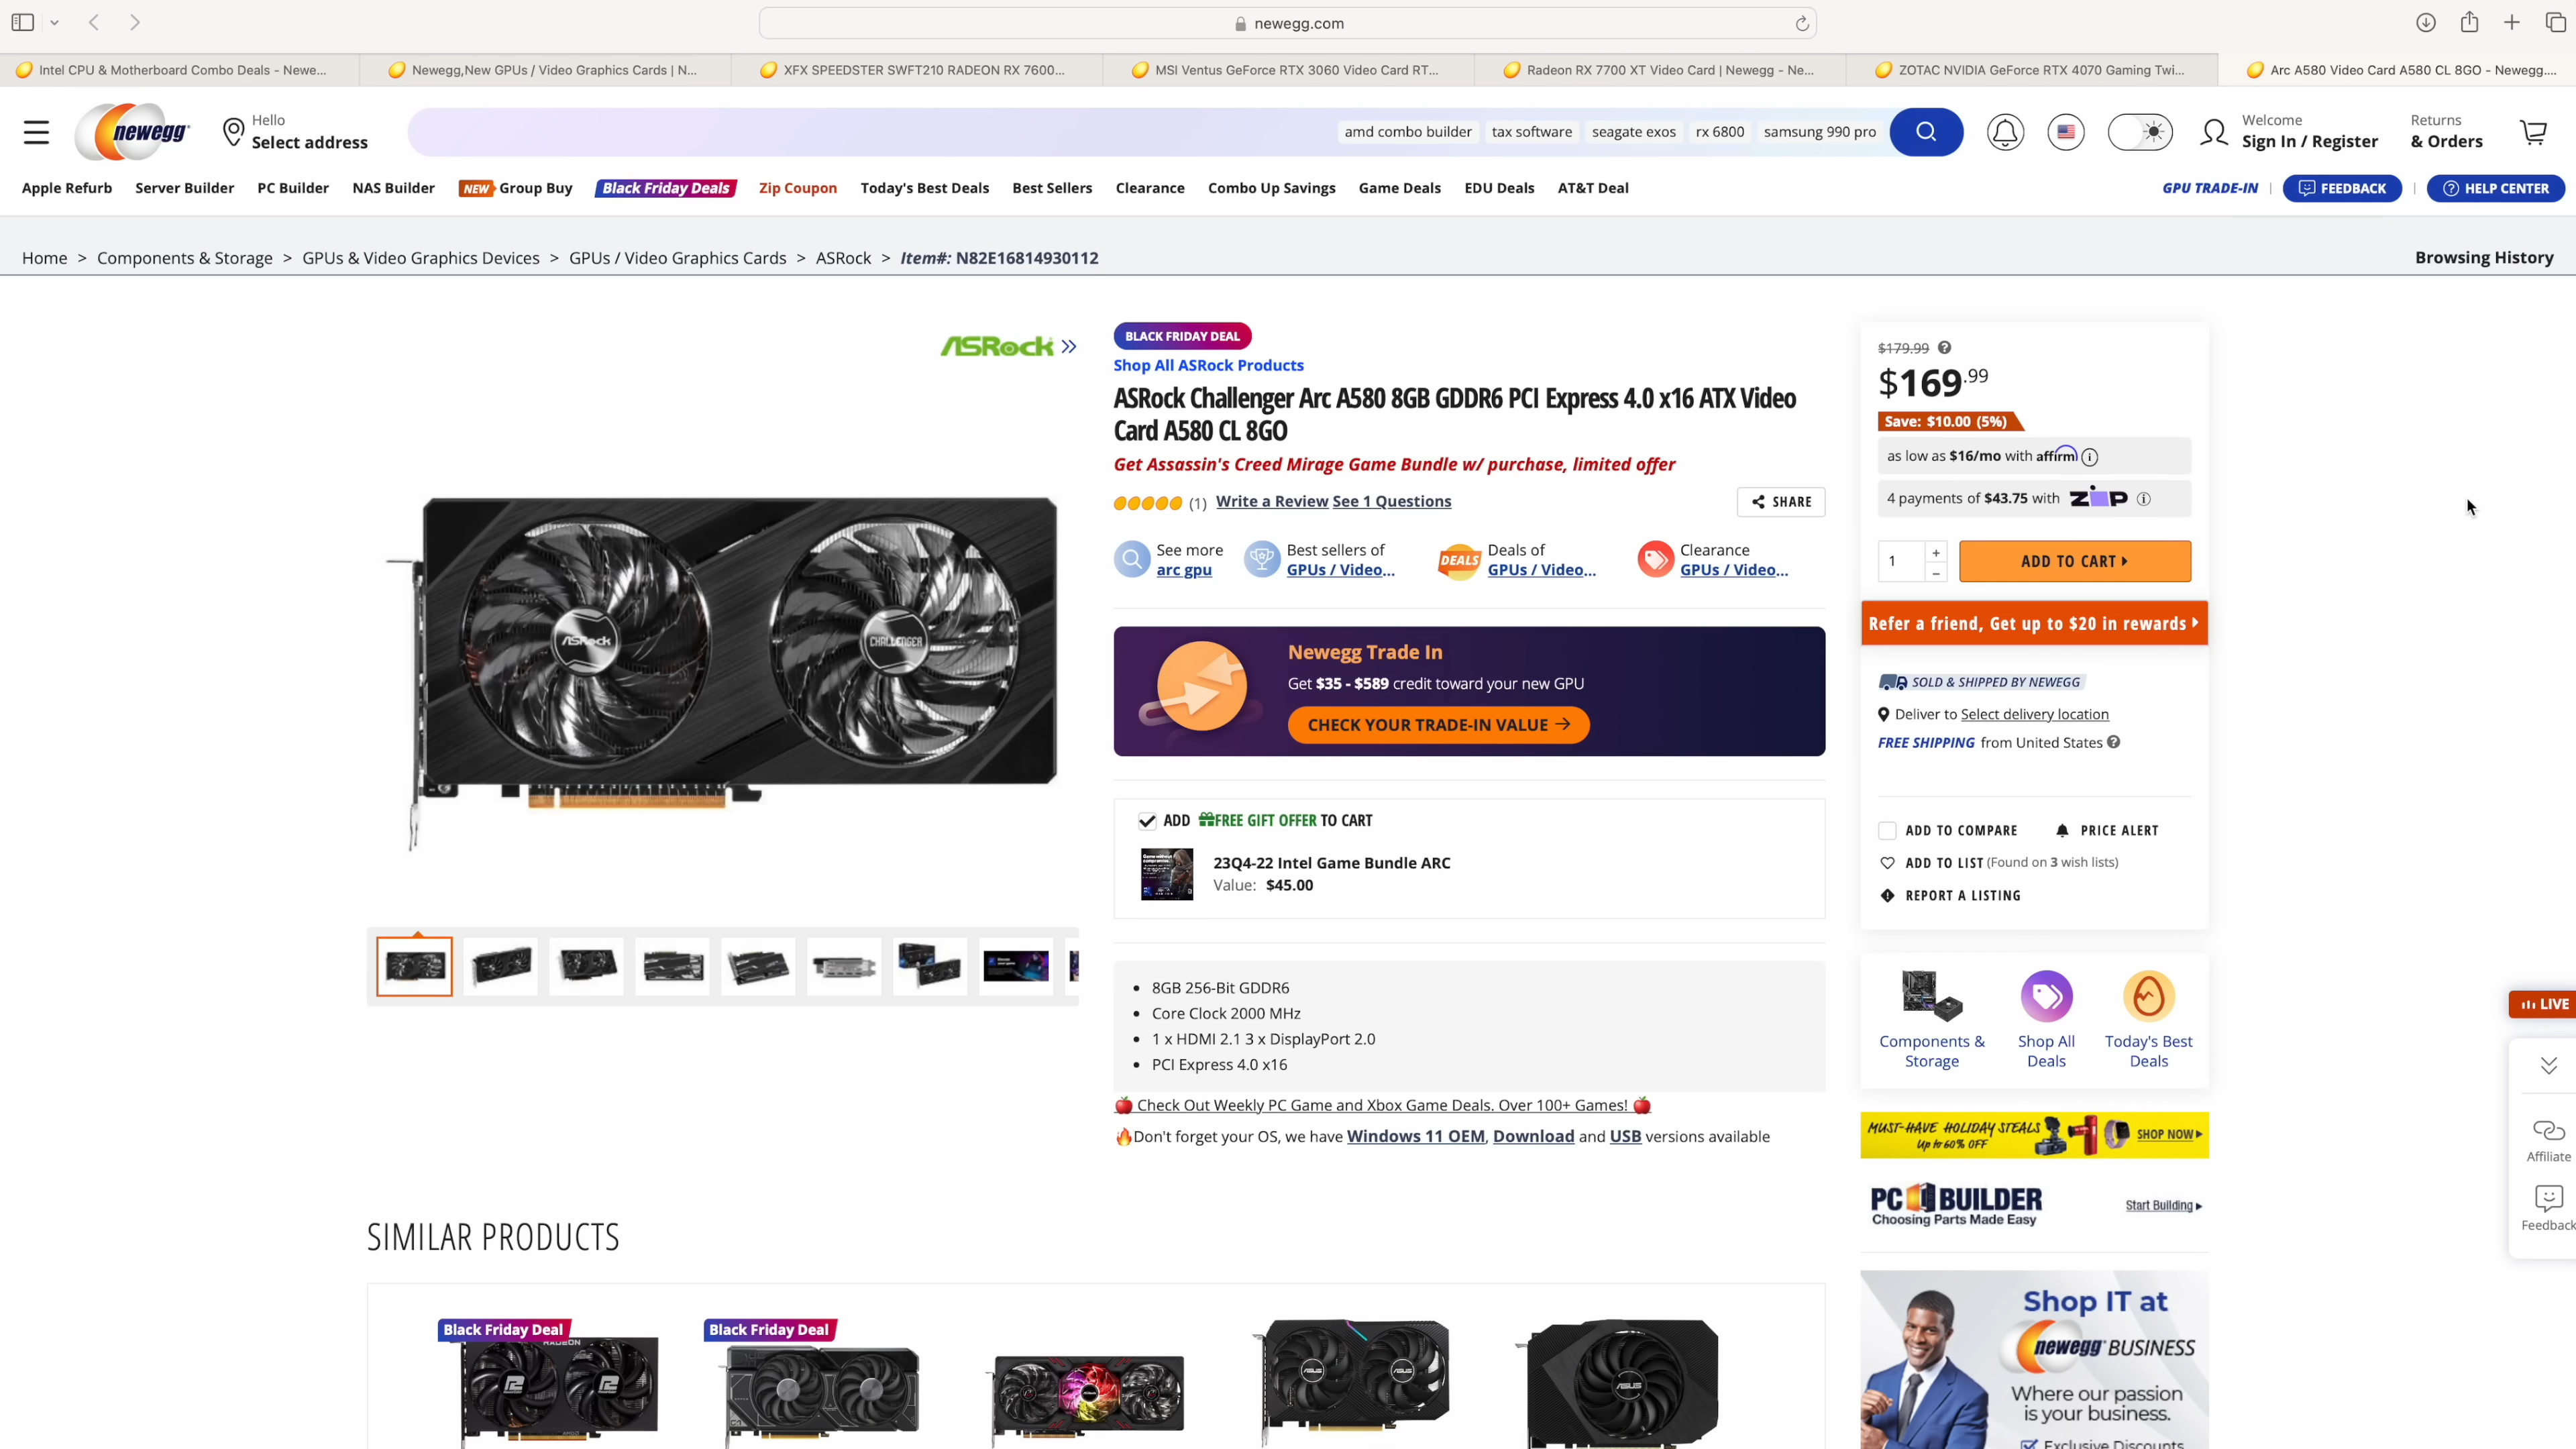 newegg.com
Intel CPU & Motherboard Combo Deals - Newe...
Newegg,New GPUs / Video Graphics Cards | N...
XFX SPEEDSTER SWFT210 RADEON RX 7600...
MSI Ventus GeForce RTX 3060 Video Card RT...
Radeon RX 7700 XT Video Card | Newegg - Ne...
ZOTAC NVIDIA GeForce RTX 4070 Gaming Twi...
Arc A580 Video Card A580 CL 8GO - Newegg....
newegg
Hello
Select address
amd combo builder
tax software
seagate exos
rx 6800
samsung 990 pro
Welcome
Sign In / Register
Returns
& Orders
Apple Refurb
Server Builder
PC Builder
NAS Builder
NEW Group Buy
Black Friday Deals
Zip Coupon
Today's Best Deals
Best Sellers
Clearance
Combo Up Savings
Game Deals
EDU Deals
AT&T Deal
GPU TRADE-IN
FEEDBACK
HELP CENTER
Home > Components & Storage > GPUs & Video Graphics Devices > GPUs / Video Graphics Cards > ASRock > Item#: N82E16814930112
Browsing History
ASRock
ASRock
CHALLENGER
BLACK FRIDAY DEAL
Shop All ASRock Products
ASRock Challenger Arc A580 8GB GDDR6 PCI Express 4.0 x16 ATX Video
Card A580 CL 8GO
Get Assassin's Creed Mirage Game Bundle w/ purchase, limited offer
(1) Write a Review See 1 Questions
SHARE
See more
arc gpu
Best sellers of
GPUs / Video...
DEALS
Deals of
GPUs / Video...
Clearance
GPUs / Video...
Newegg Trade In
Get $35 - $589 credit toward your new GPU
CHECK YOUR TRADE-IN VALUE
ADD FREE GIFT OFFER TO CART
23Q4-22 Intel Game Bundle ARC
Value: $45.00
• 8GB 256-Bit GDDR6
• Core Clock 2000 MHz
• 1 x HDMI 2.1 3 x DisplayPort 2.0
• PCI Express 4.0 x16
Check Out Weekly PC Game and Xbox Game Deals. Over 100+ Games!
Don't forget your OS, we have Windows 11 OEM, Download and USB versions available
$179.99
$169.99
Save: $10.00 (5%)
as low as $16/mo with affirm
4 payments of $43.75 with ZIP
1
+
−
ADD TO CART
Refer a friend, Get up to $20 in rewards
SOLD & SHIPPED BY NEWEGG
Deliver to Select delivery location
FREE SHIPPING from United States
ADD TO COMPARE
PRICE ALERT
ADD TO LIST (Found on 3 wish lists)
REPORT A LISTING
Components &
Storage
Shop All
Deals
Today's Best
Deals
MUST-HAVE HOLIDAY STEALS
Up to 60% OFF
SHOP NOW
PC BUILDER
Choosing Parts Made Easy
Start Building
Shop IT at
newegg BUSINESS
Where our passion
is your business.
Exclusive Discounts
LIVE
Affiliate
Feedback
SIMILAR PRODUCTS
Black Friday Deal
RADEON
Black Friday Deal
ASUS
ASUS
ASUS